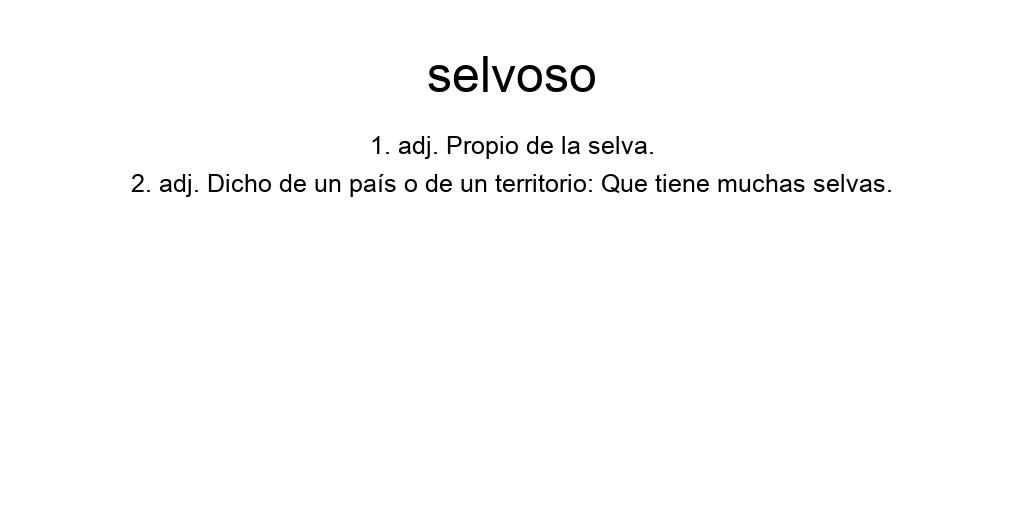 selvoso
1. adj. Propio de la selva.
2. adj. Dicho de un país o de un territorio: Que tiene muchas selvas.